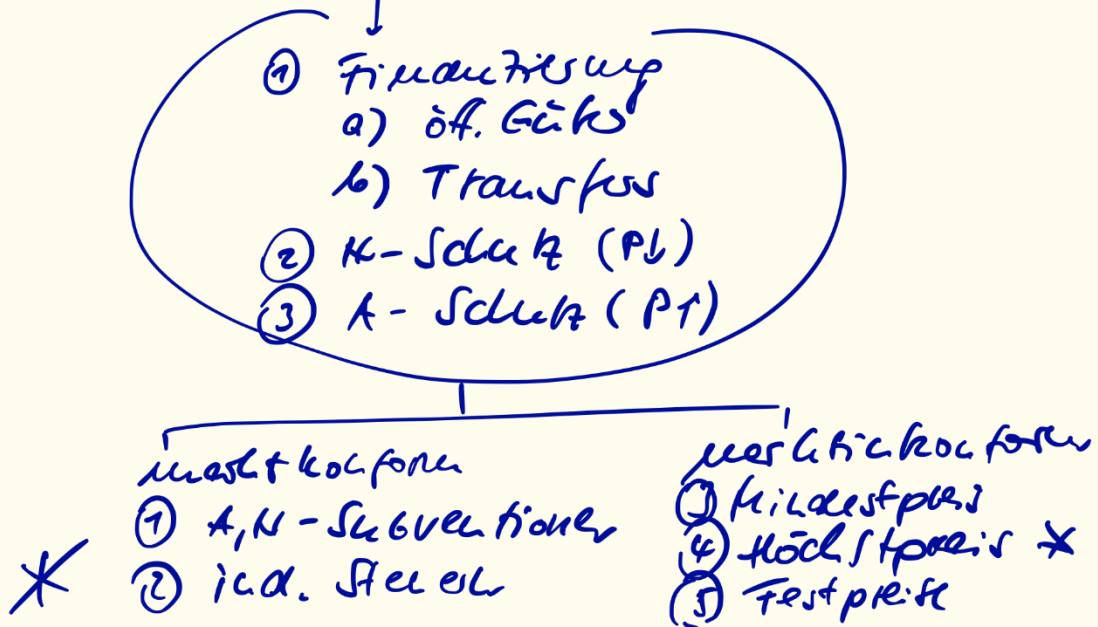 ① Finanzierung
a) öff. Güter
b) Transfers
② N-Schutz (P↓)
③ A-Schutz (P↑)
marktkonform
① A,N-Subventionen
* ② ind. Steuern
marktinkonform
③ Mindestpreis
④ Höchstpreis *
⑤ Festpreise